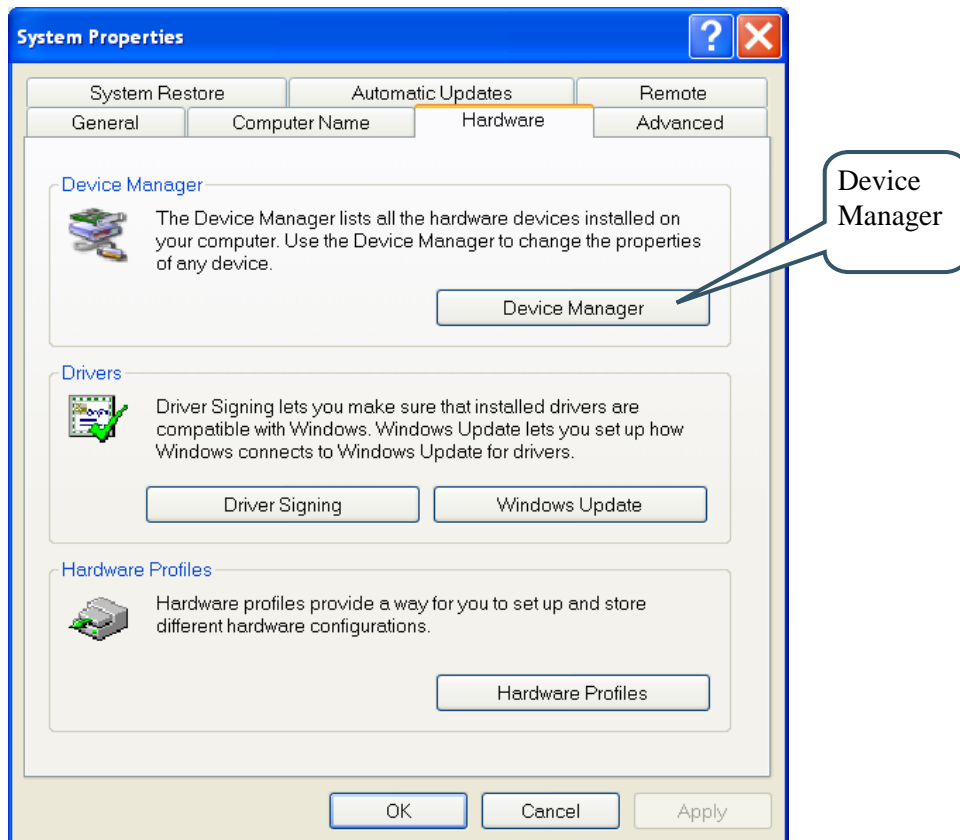 System Properties
System Restore
Automatic Updates
Remote
General
Computer Name
Hardware
Advanced
Device Manager
The Device Manager lists all the hardware devices installed on
your computer. Use the Device Manager to change the properties
of any device.
Device Manager
Device
Manager
Drivers
Driver Signing lets you make sure that installed drivers are
compatible with Windows. Windows Update lets you set up how
Windows connects to Windows Update for drivers.
Driver Signing
Windows Update
Hardware Profiles
Hardware profiles provide a way for you to set up and store
different hardware configurations.
Hardware Profiles
OK
Cancel
Apply